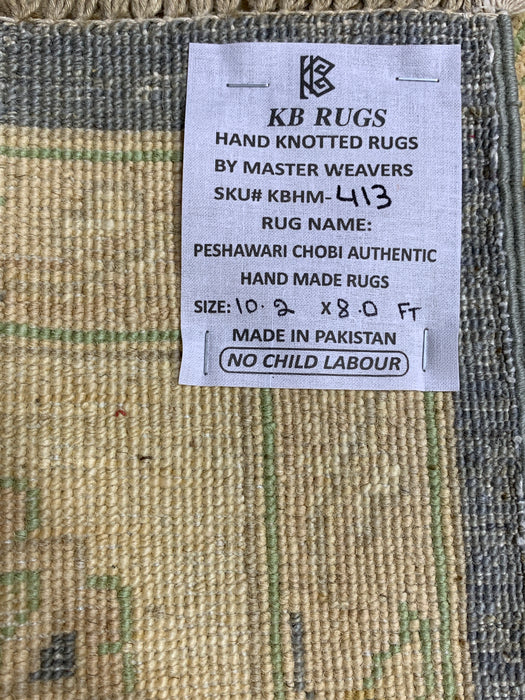 KB RUGS
HAND KNOTTED RUGS
BY MASTER WEAVERS
SKU# KBHM-413
RUG NAME:
PESHAWARI CHOBI AUTHENTIC
HAND MADE RUGS
SIZE: 10.2 X 8.0 FT
MADE IN PAKISTAN
NO CHILD LABOUR